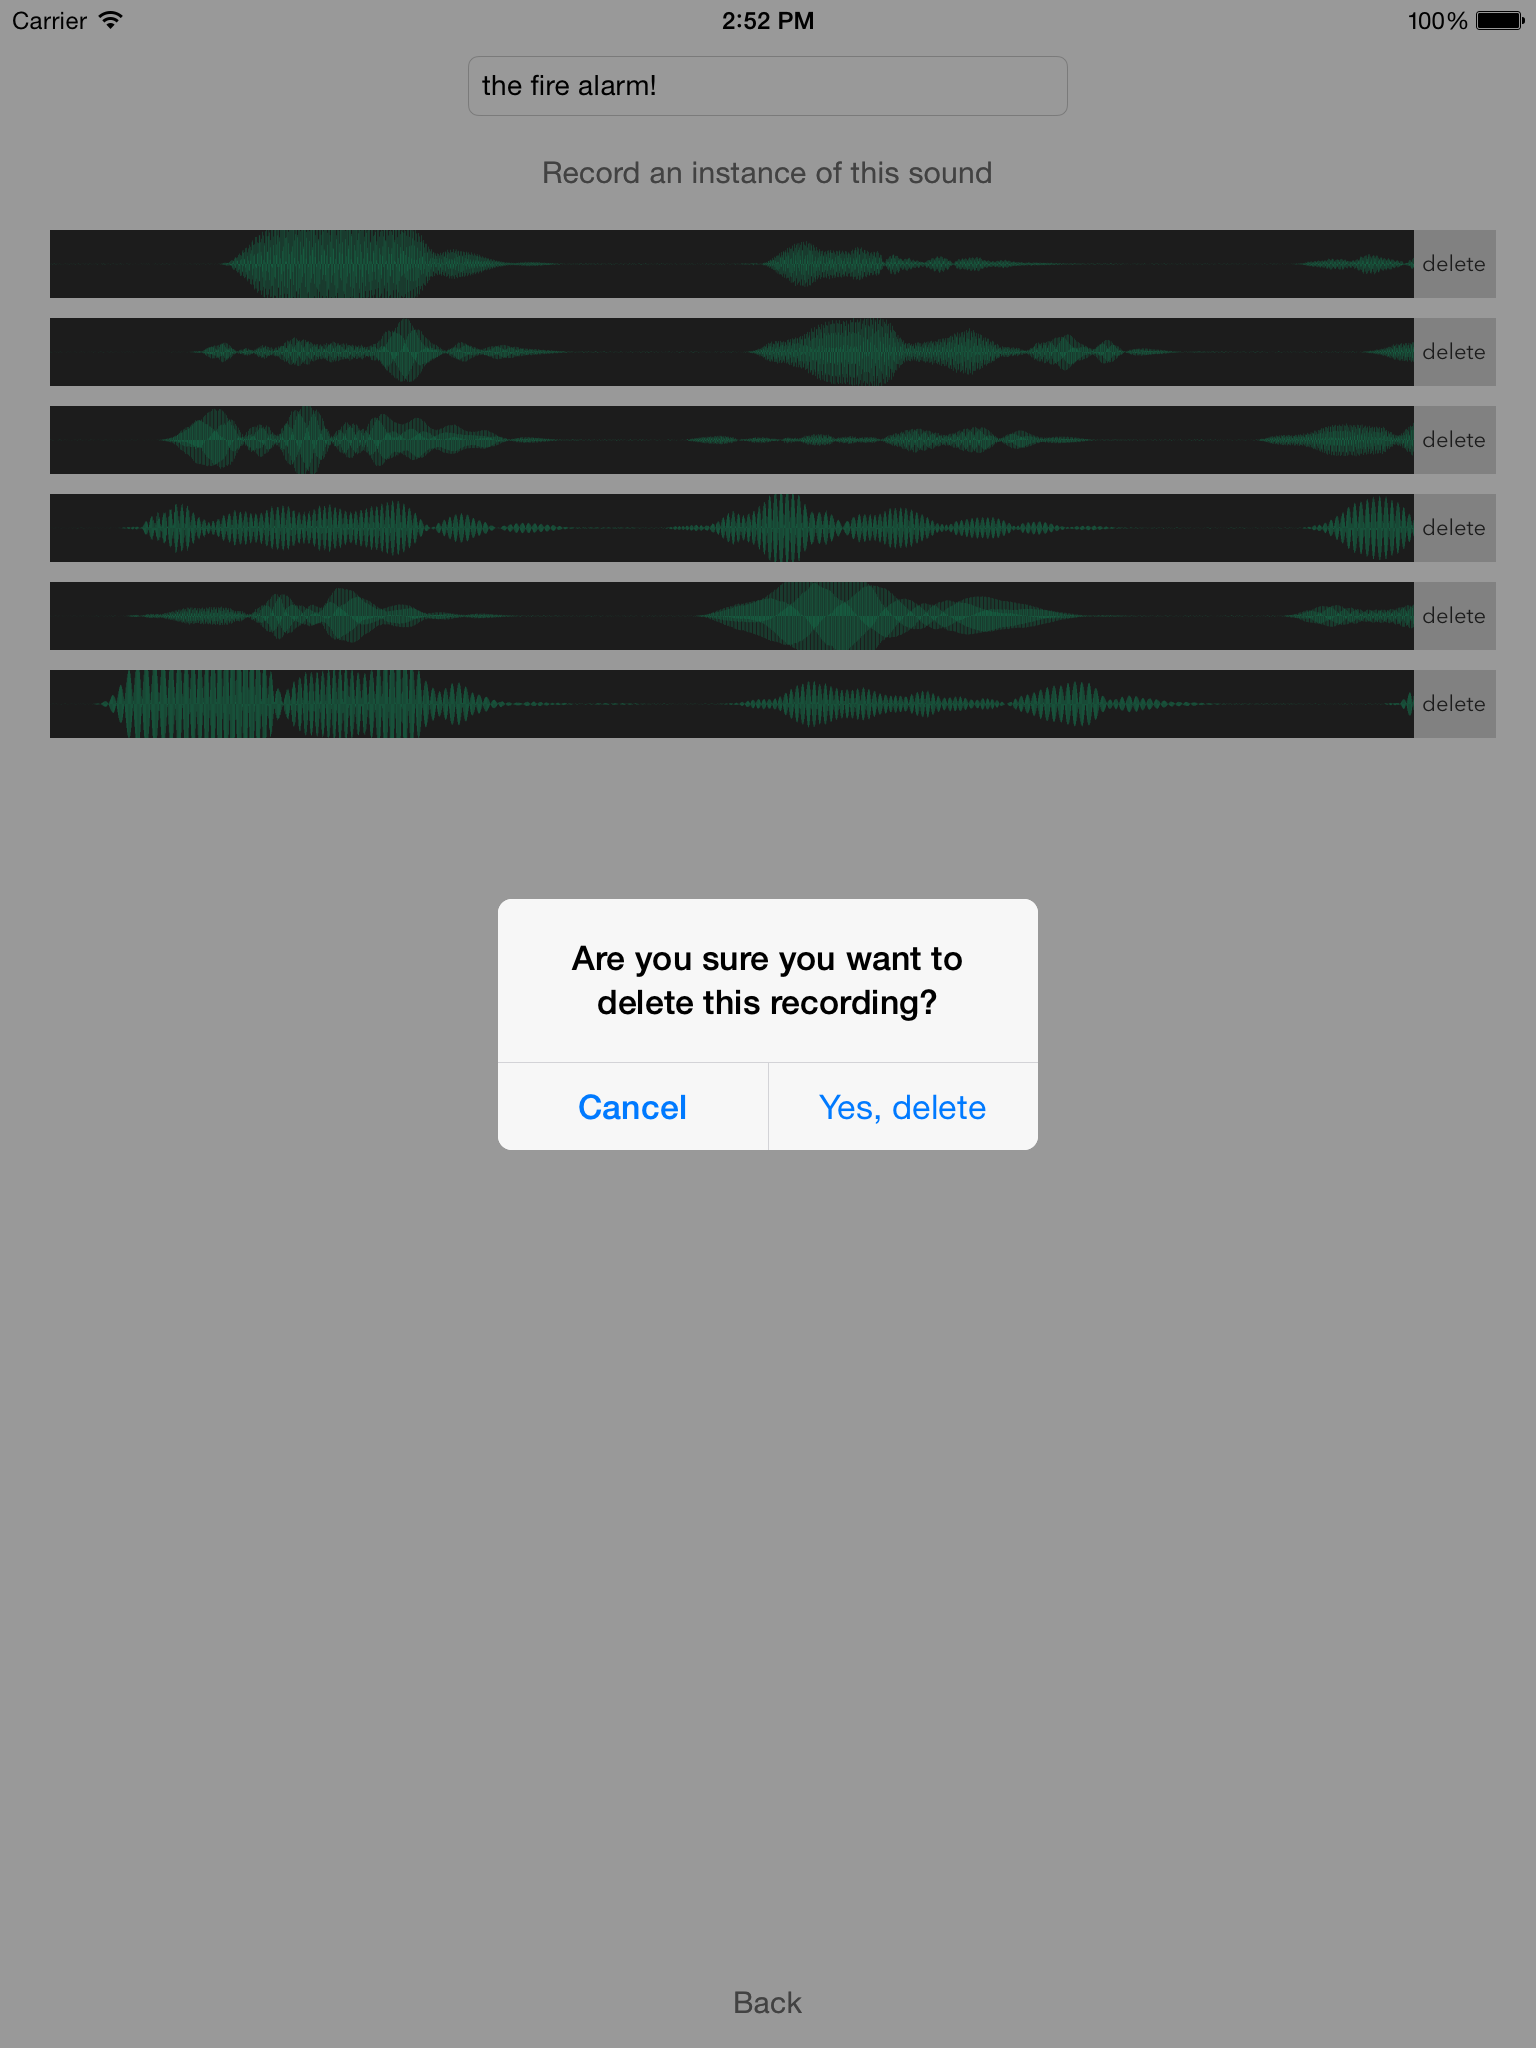 Carrier 2:52 PM 100%
the fire alarm!
Record an instance of this sound
delete
delete
delete
delete
delete
delete
Are you sure you want to
delete this recording?
Cancel Yes, delete
Back